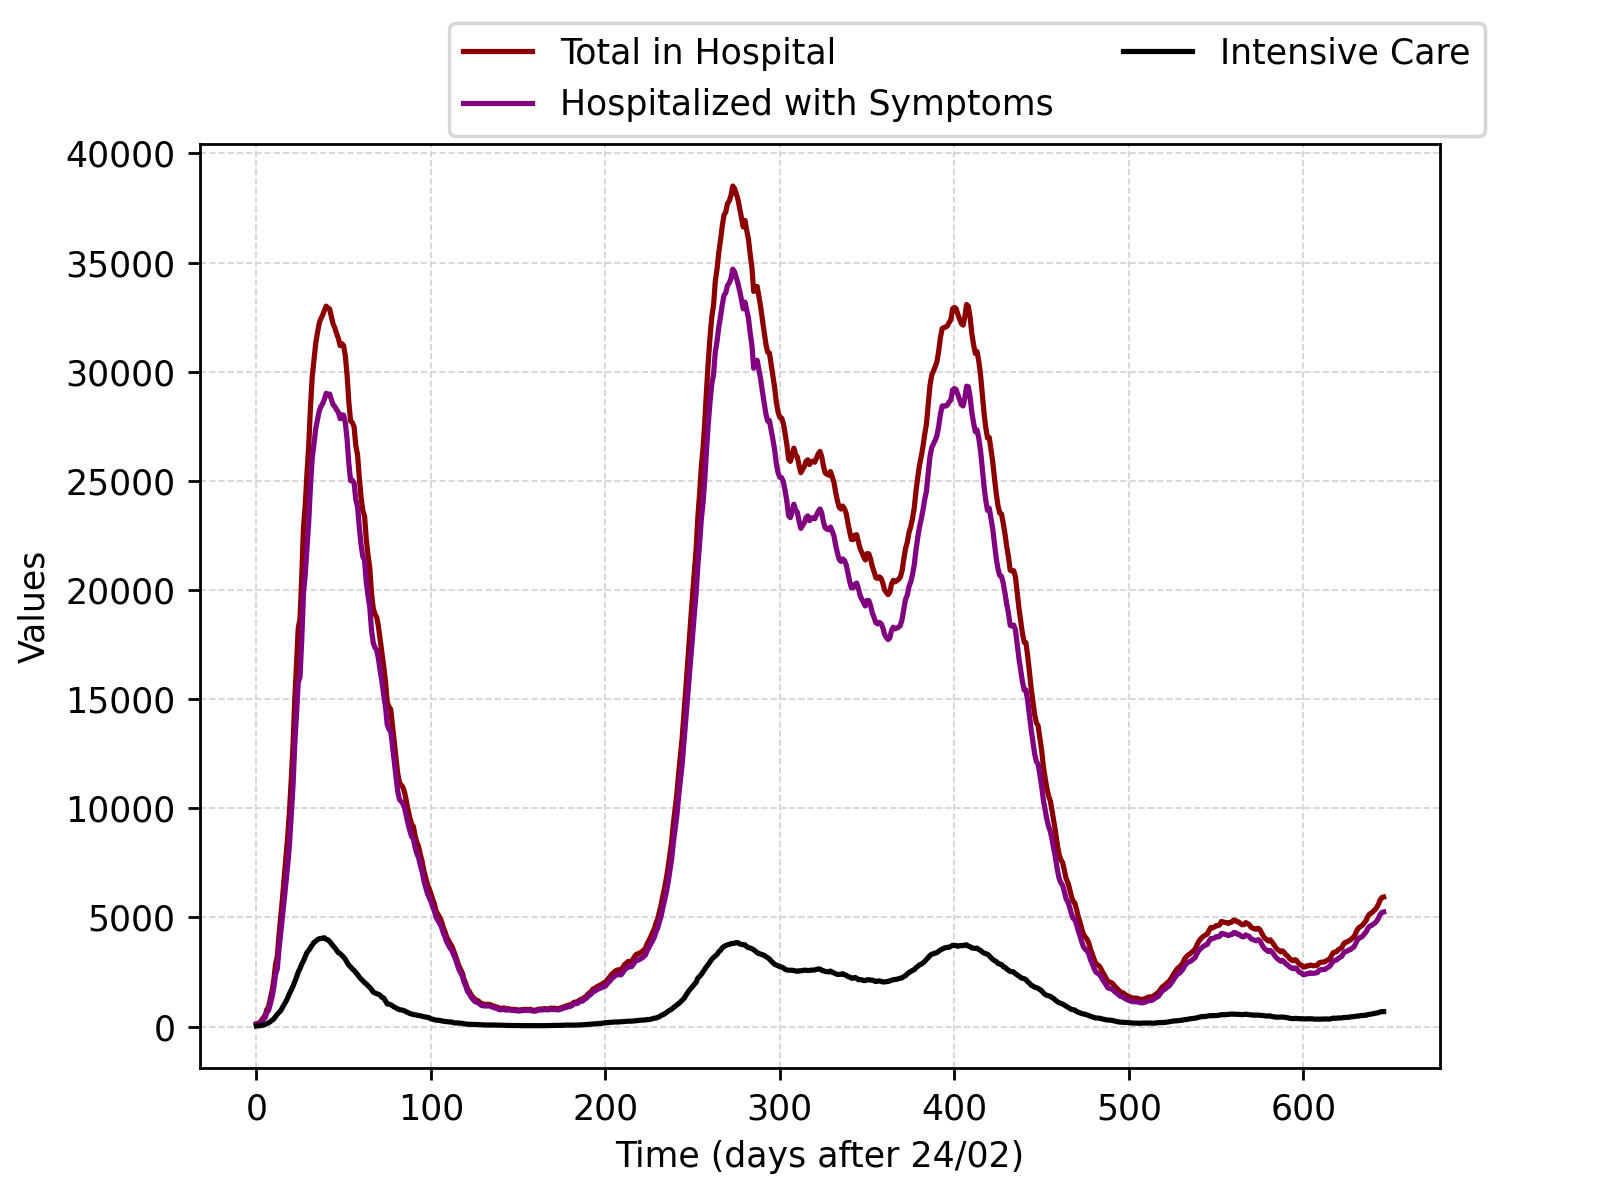 Total in Hospital
Hospitalized with Symptoms
Intensive Care
40000
35000
30000
25000
20000
15000
10000
5000
0
Values
0 100 200 300 400 500 600
Time (days after 24/02)